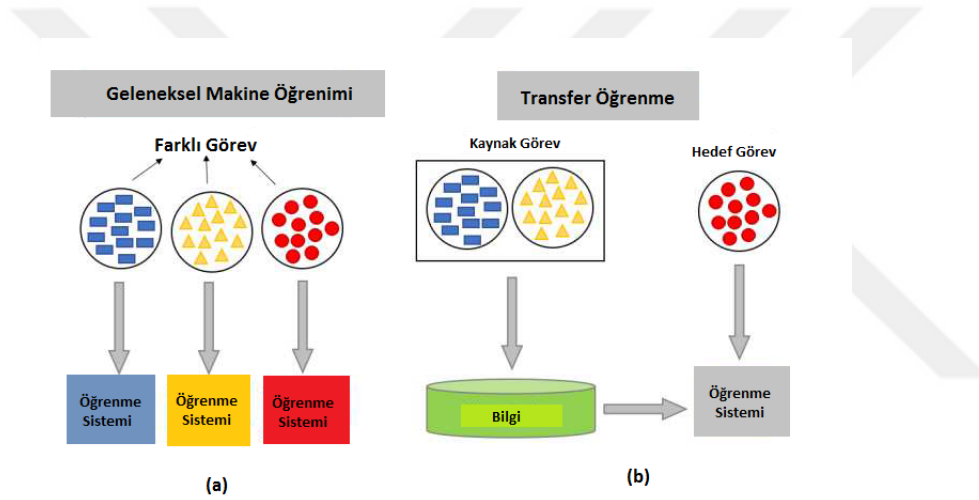 Geleneksel Makine Öğrenimi
Farklı Görev
Öğrenme
Sistemi
Öğrenme
Sistemi
Öğrenme
Sistemi
(a)
Transfer Öğrenme
Kaynak Görev
Hedef Görev
Bilgi
Öğrenme
Sistemi
(b)